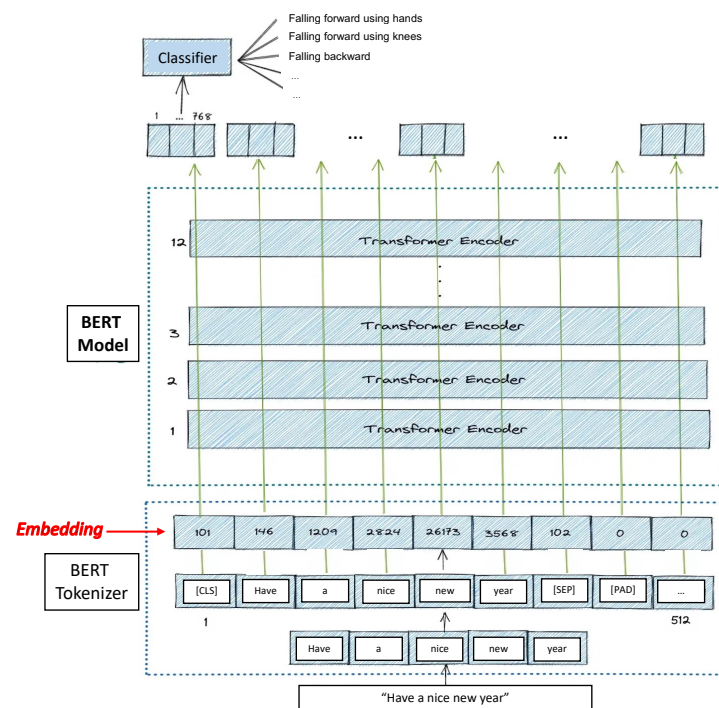 Falling forward using hands
Falling forward using knees
Classifier
Falling backward
...
...
1 ... 768
... ...
12 Transformer Encoder
BERT
Model
3 Transformer Encoder
2 Transformer Encoder
1 Transformer Encoder
Embedding
101 146 1209 2824 26173 3568 102 0 0
BERT
Tokenizer
[CLS] Have a nice new year [SEP] [PAD] ...
1 512
Have a nice new year
“Have a nice new year”